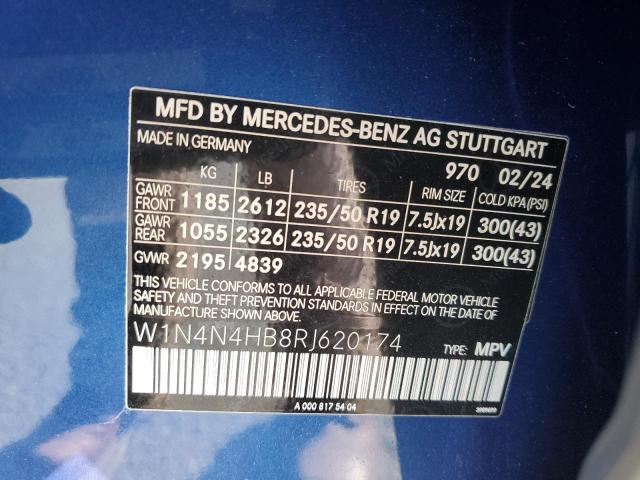 MFD BY MERCEDES-BENZ AG STUTTGART
MADE IN GERMANY 970 02/24
KG LB TIRES RIM SIZE COLD KPA(PSI)
GAWR FRONT 1185 2612 235/50 R19 7.5Jx19 300(43)
GAWR REAR 1055 2326 235/50 R19 7.5Jx19 300(43)
GVWR 2195 4839
THIS VEHICLE CONFORMS TO ALL APPLICABLE FEDERAL MOTOR VEHICLE
SAFETY AND THEFT PREVENTION STANDARDS IN EFFECT ON THE DATE OF
MANUFACTURE SHOWN ABOVE.
W1N4N4HB8RJ620174 TYPE: MPV
A 000 817 54 04